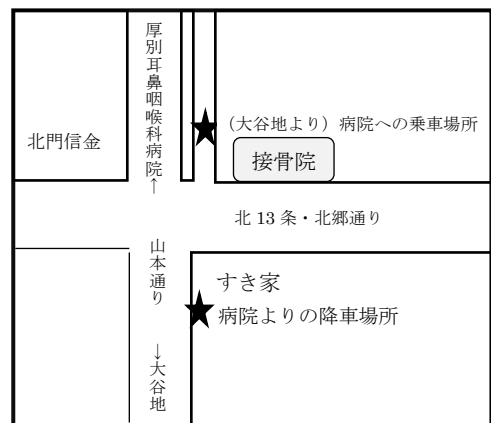 厚別耳鼻咽喉科病院↑
北門信金
（大谷地より）病院への乗車場所
接骨院
北 13 条・北郷通り
山本通り
すき家
病院よりの降車場所
↓大谷地